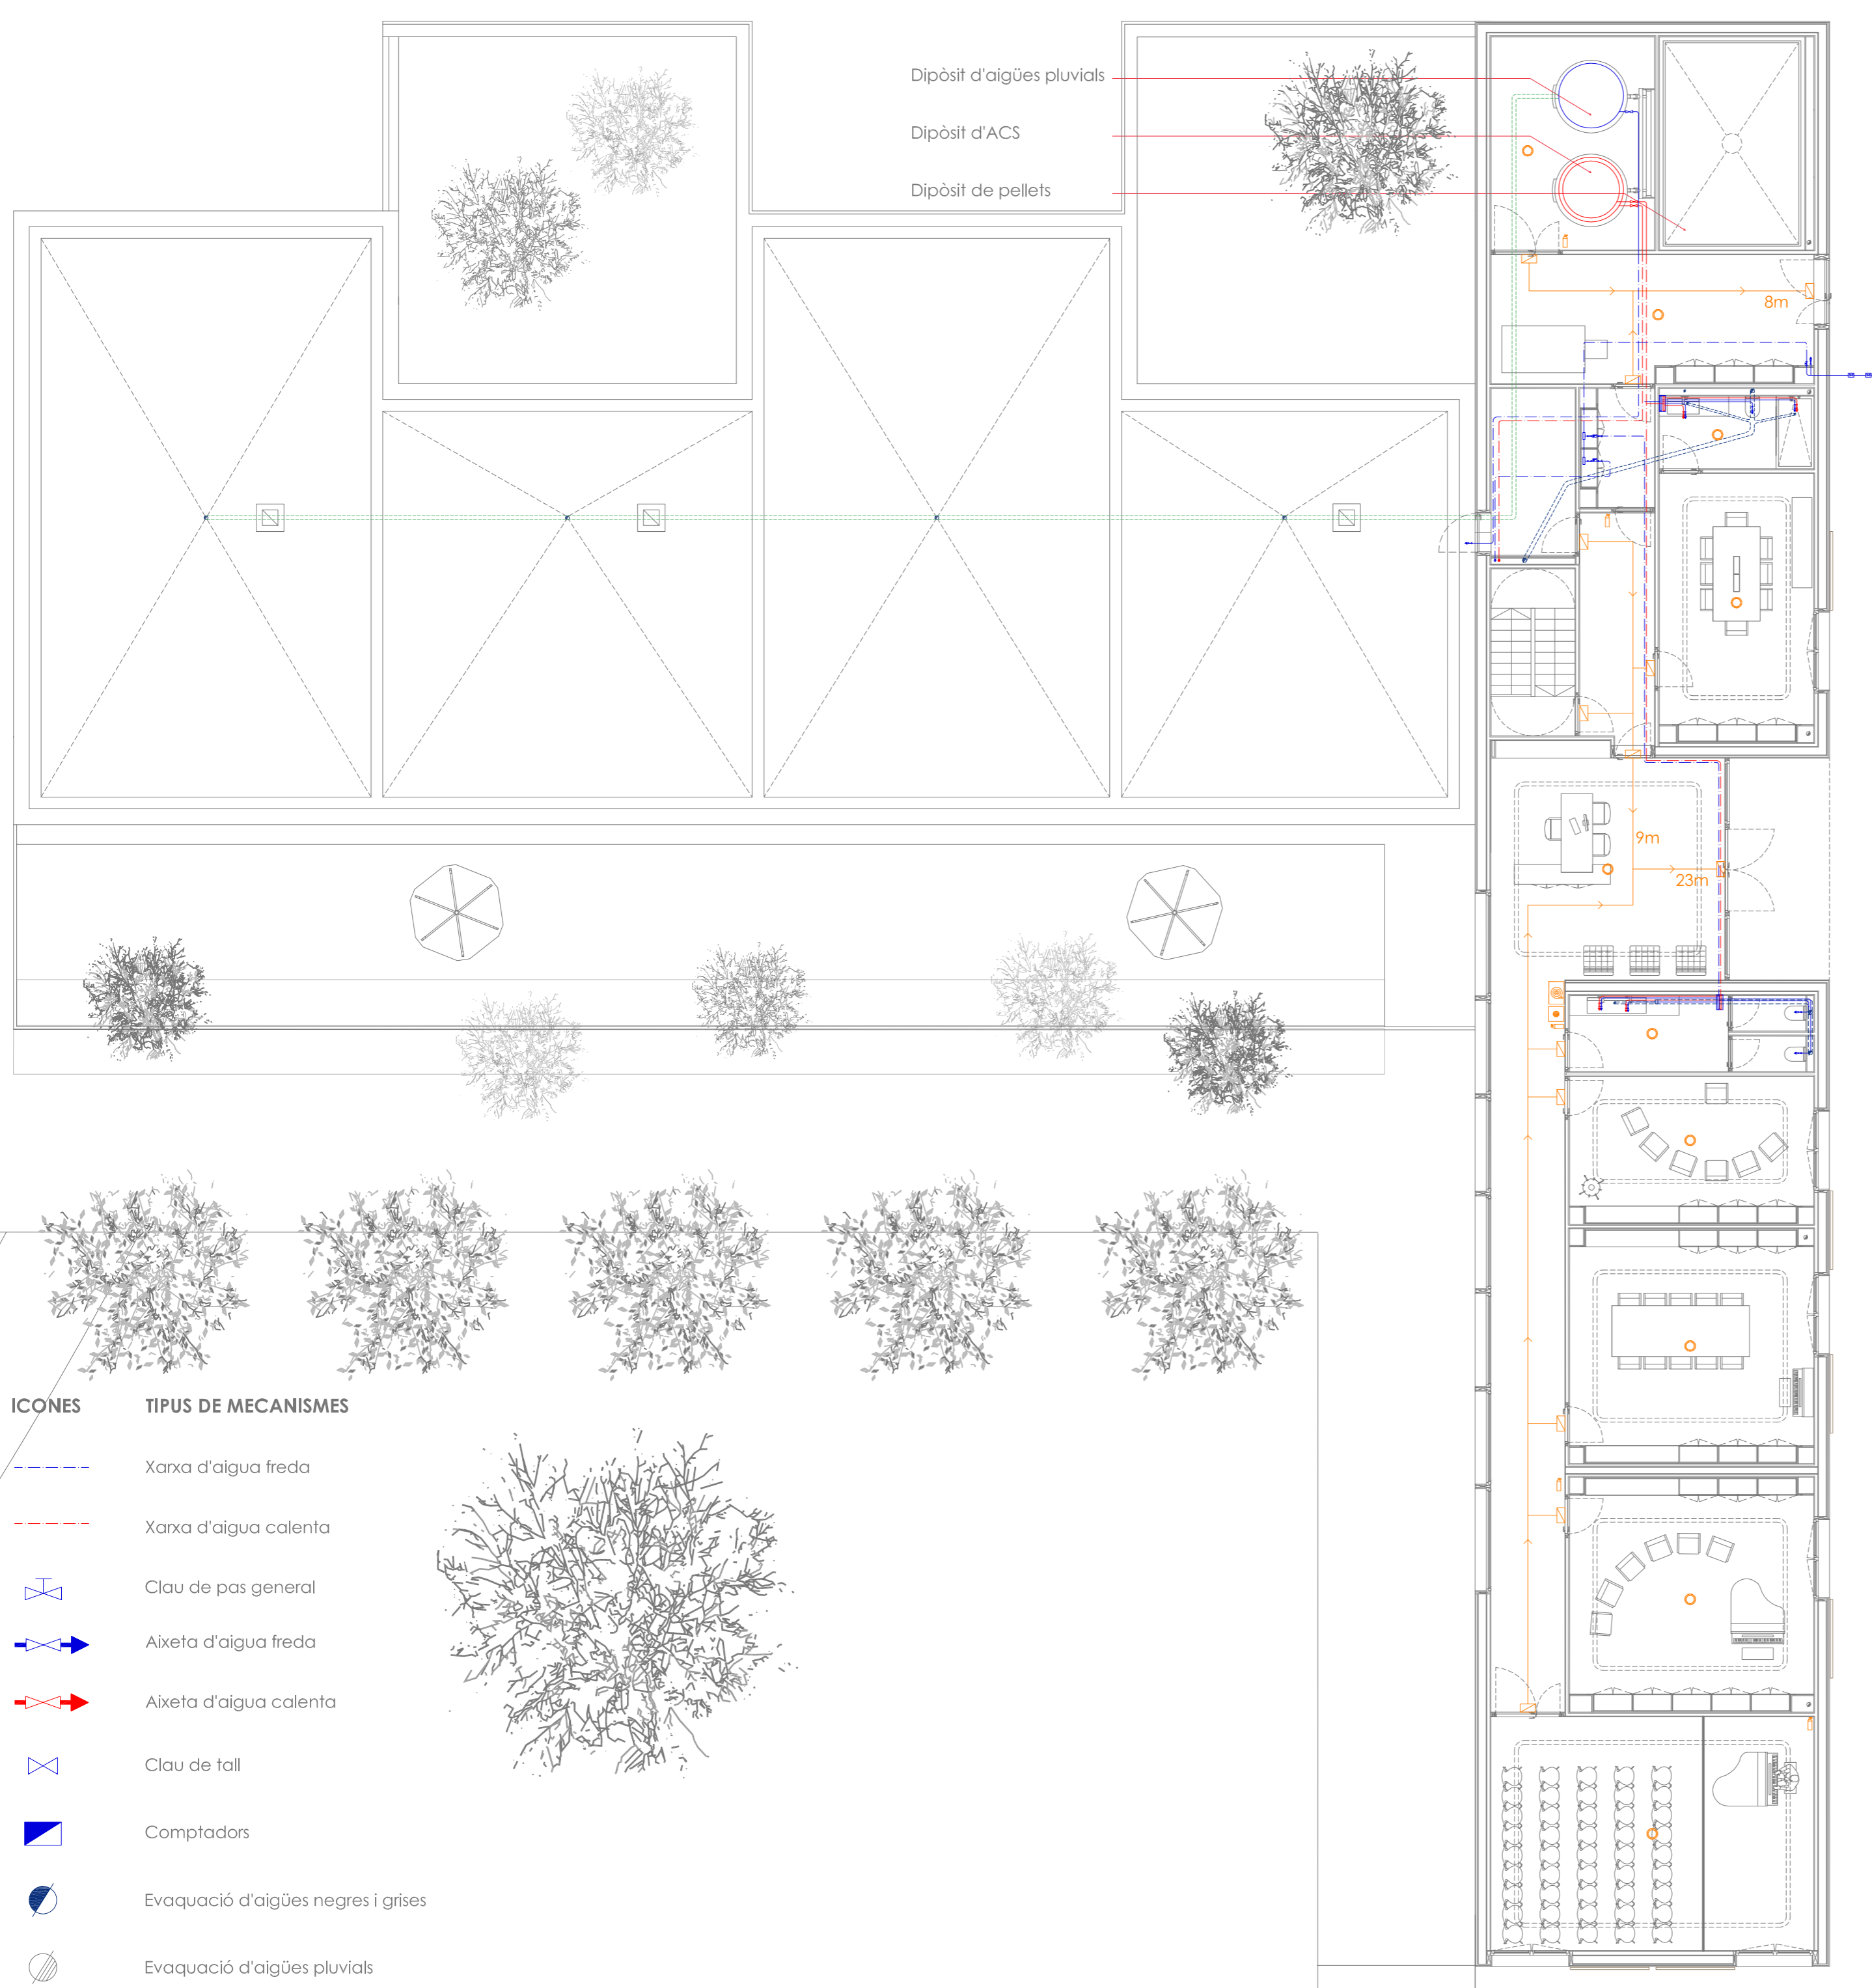 Dipòsit d'aigües pluvials
Dipòsit d'ACS
Dipòsit de pellets
8m
9m
23m
ICONES TIPUS DE MECANISMES
Xarxa d'aigua freda
Xarxa d'aigua calenta
Clau de pas general
Aixeta d'aigua freda
Aixeta d'aigua calenta
Clau de tall
Comptadors
Evaquació d'aigües negres i grises
Evaquació d'aigües pluvials